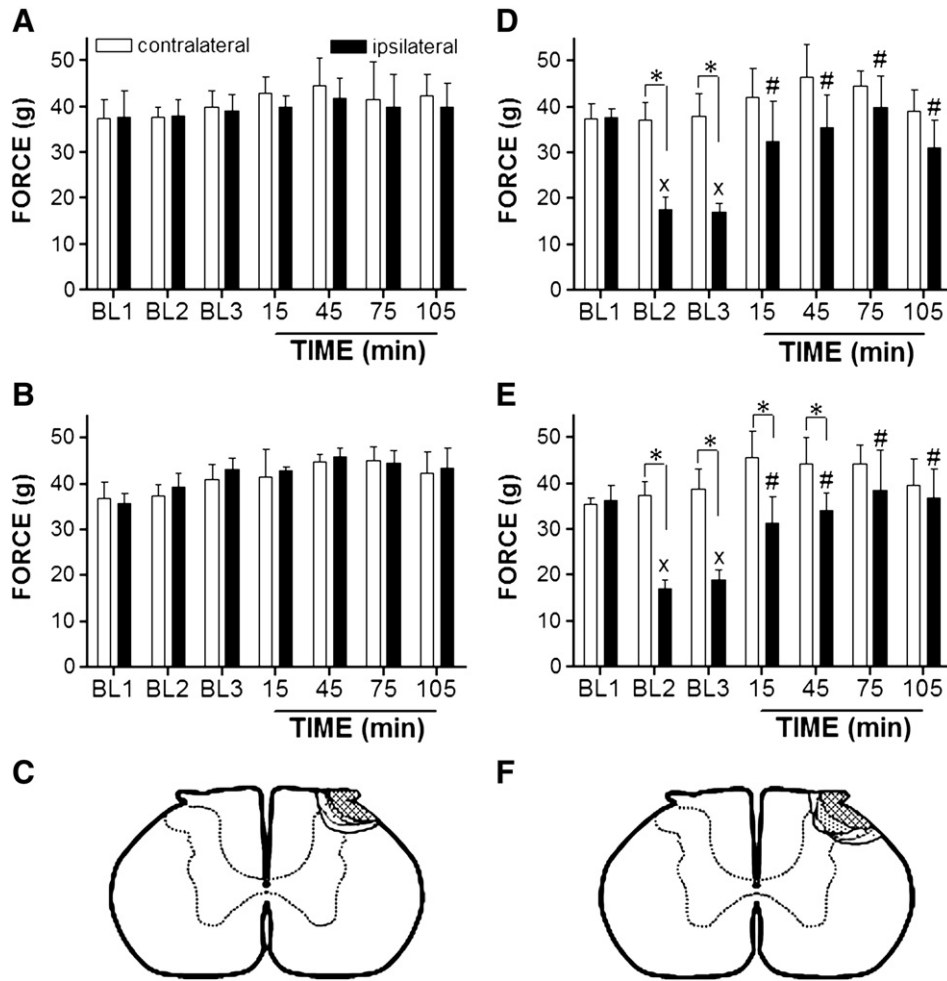 A
contralateral ipsilateral
FORCE (g)
50
40
30
20
10
0
BL1 BL2 BL3 15 45 75 105
TIME (min)
D
FORCE (g)
50
40
30
20
10
0
* * # # # #
x x
BL1 BL2 BL3 15 45 75 105
TIME (min)
B
FORCE (g)
50
40
30
20
10
0
BL1 BL2 BL3 15 45 75 105
TIME (min)
E
FORCE (g)
50
40
30
20
10
0
* * * *
# # # #
x x
BL1 BL2 BL3 15 45 75 105
TIME (min)
C
F